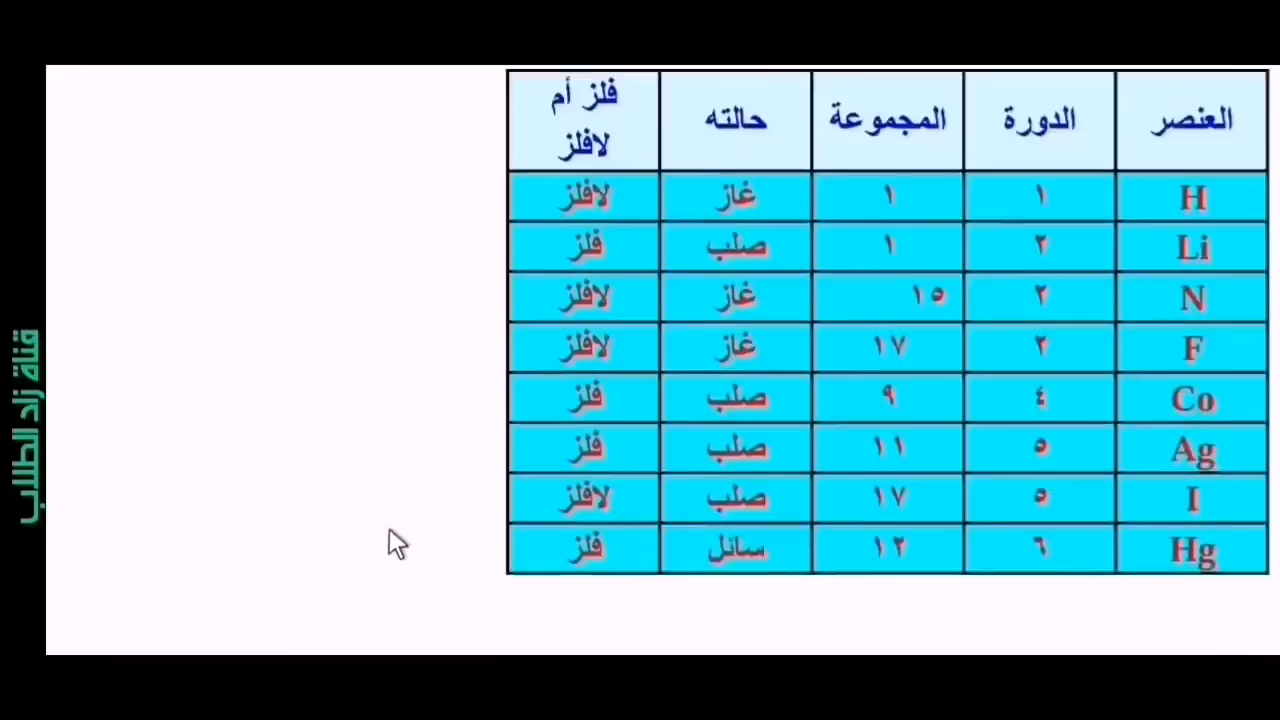 العنصر الدورة المجموعة حالته فلز أم لافلز
H ١ ١ غاز لافلز
Li ٢ ١ صلب فلز
N ٢ ١٥ غاز لافلز
F ٢ ١٧ غاز لافلز
Co ٤ ٩ صلب فلز
Ag ٥ ١١ صلب فلز
I ٥ ١٧ صلب لافلز
Hg ٦ ١٢ سائل فلز
قناة زاد الطلاب